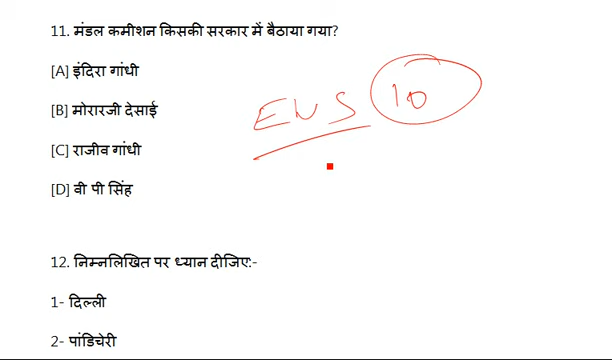 11. मंडल कमीशन किसकी सरकार में बैठाया गया?
[A] इंदिरा गांधी
[B] मोरारजी देसाई
EWS 10
[C] राजीव गांधी
[D] वी पी सिंह
12. निम्नलिखित पर ध्यान दीजिए:-
1- दिल्ली
2- पांडिचेरी